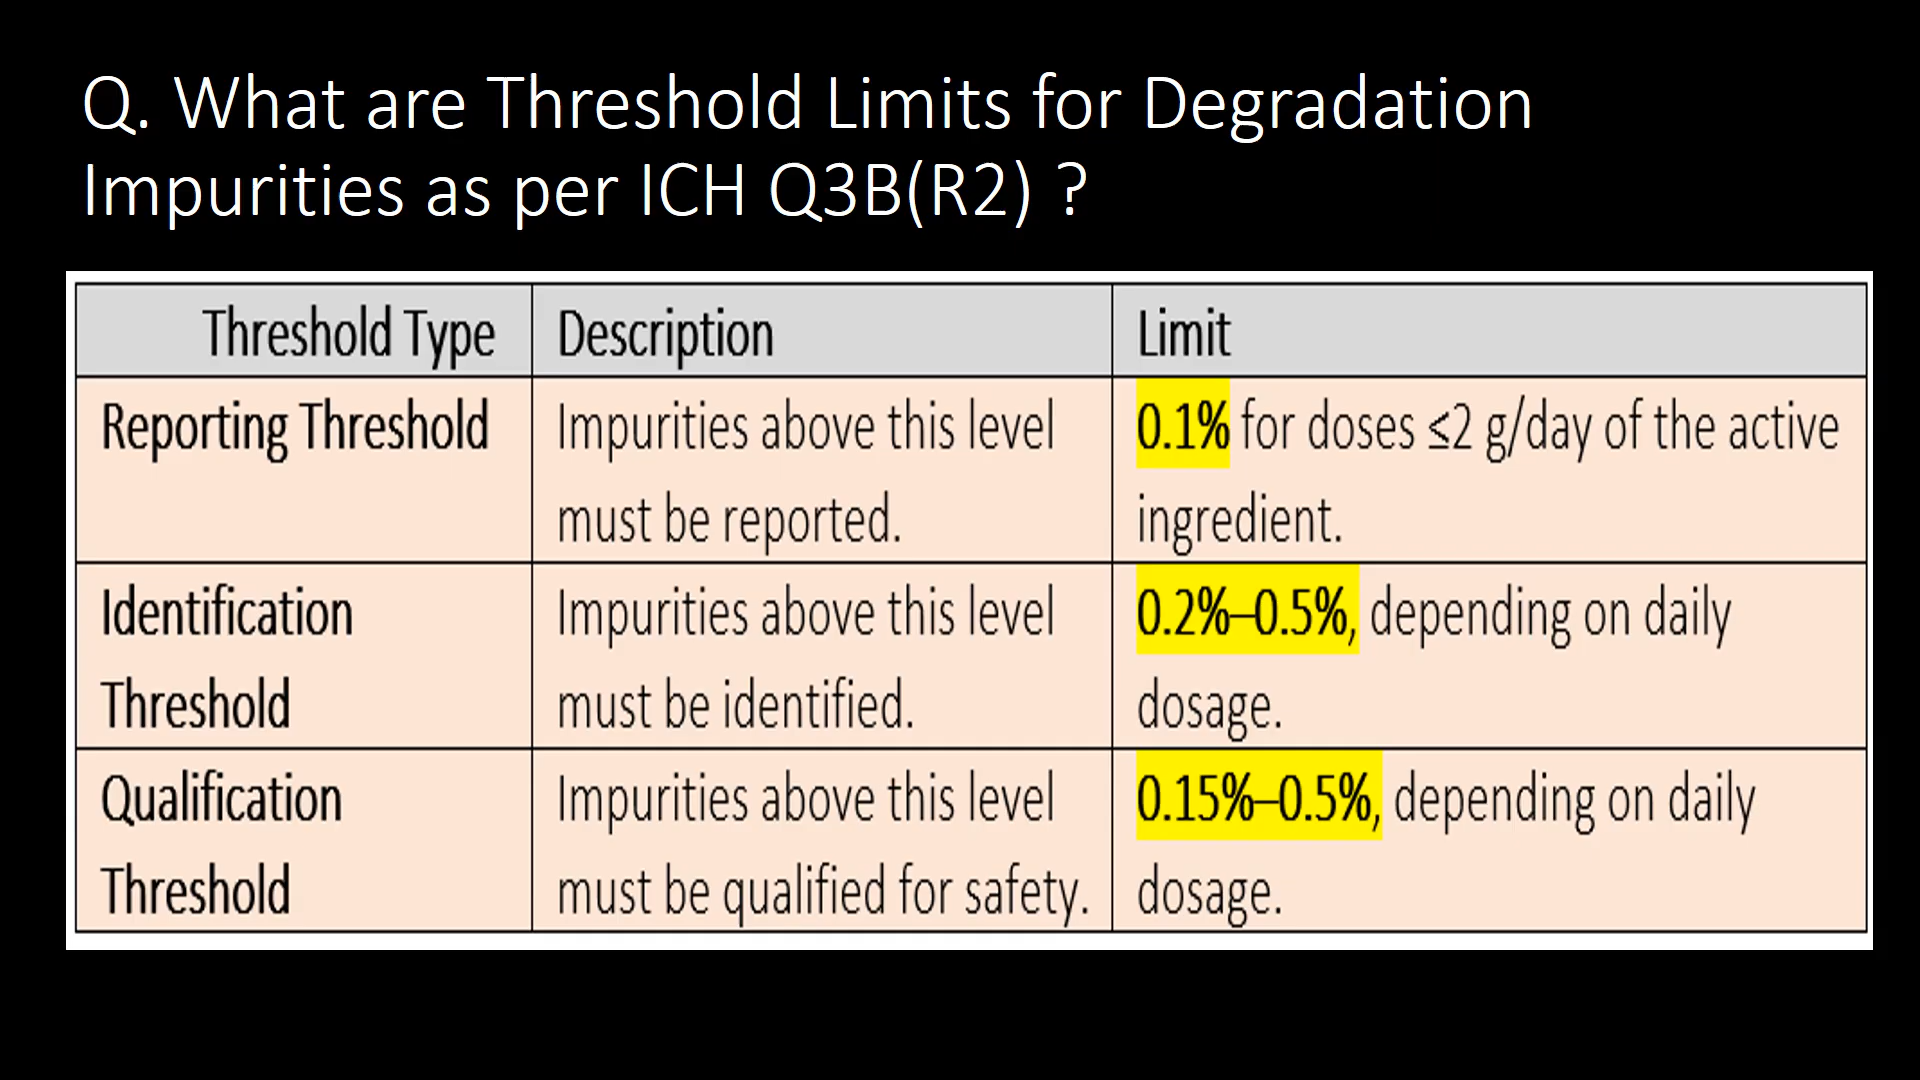 Q. What are Threshold Limits for Degradation
Impurities as per ICH Q3B(R2) ?
Threshold Type Description Limit
Reporting Threshold Impurities above this level 0.1% for doses ≤2 g/day of the active
must be reported. ingredient.
Identification Impurities above this level 0.2%–0.5%, depending on daily
Threshold must be identified. dosage.
Qualification Impurities above this level 0.15%–0.5%, depending on daily
Threshold must be qualified for safety. dosage.